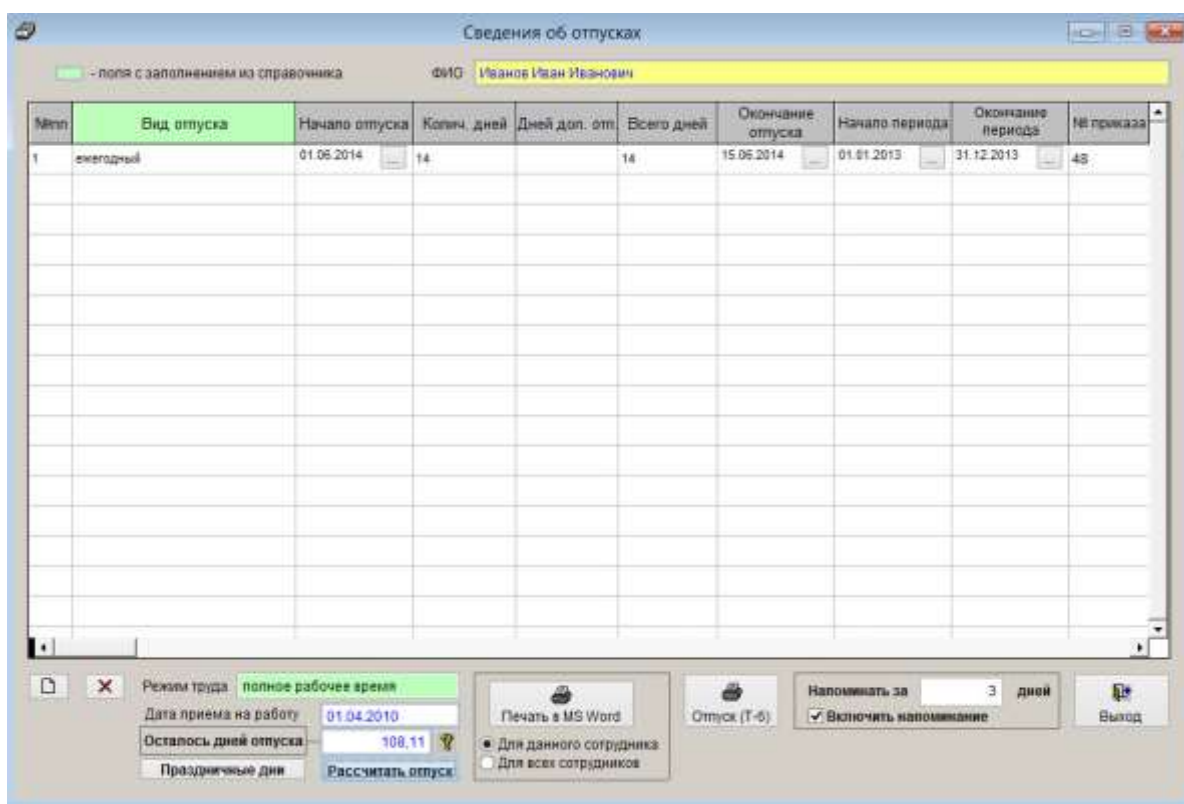 Сведения об отпусках
- поля с заполнением из справочника ФИО Иванов Иван Иванович
№пп Вид отпуска Начало отпуска Колич. дней Дней доп. отп. Всего дней Окончание отпуска Начало периода Окончание периода № приказа
1 ежегодный 01.06.2014 ... 14 14 15.06.2014 ... 01.01.2013 ... 31.12.2013 ... 48
Режим труда полное рабочее время
Дата приема на работу 01.04.2010
Осталось дней отпуска 108,11
Праздничные дни Рассчитать отпуск
Печать в MS Word
Для данного сотрудника
Для всех сотрудников
Отпуск (Т-6)
Напоминать за 3 дней
Включить напоминание
Выход